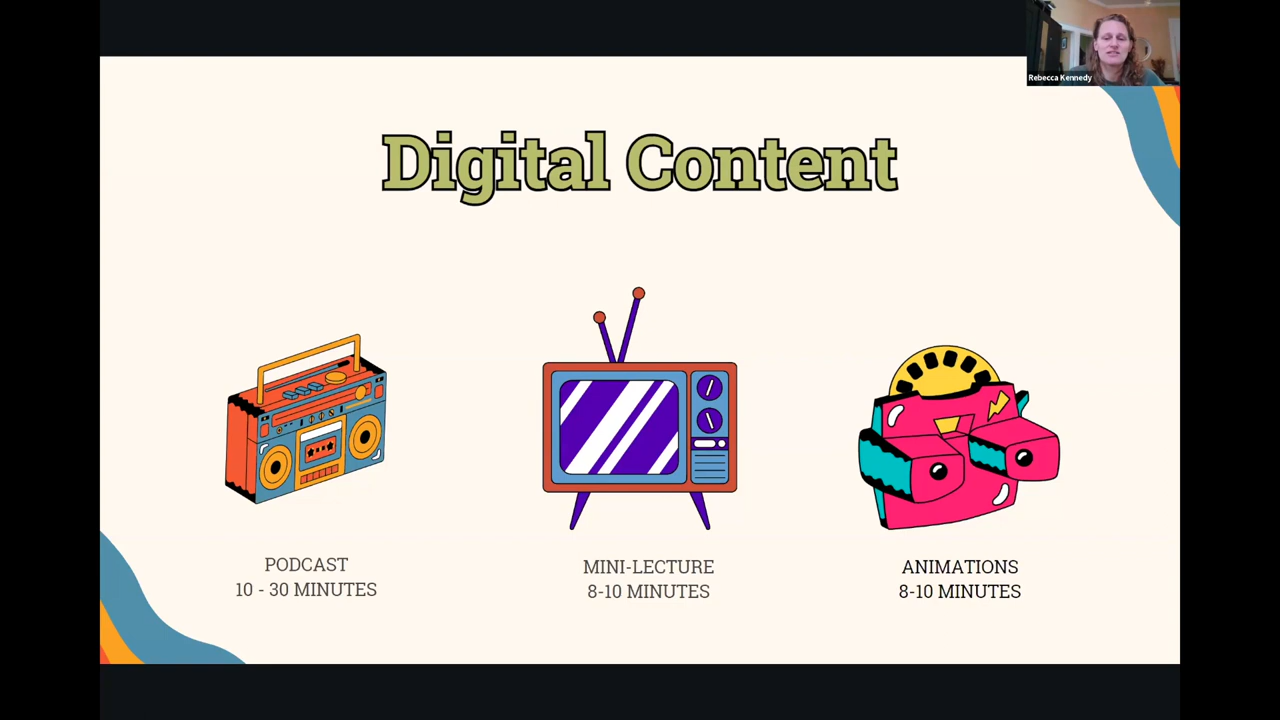 Rebecca Kennedy
Digital Content
PODCAST
10 - 30 MINUTES
MINI-LECTURE
8-10 MINUTES
ANIMATIONS
8-10 MINUTES